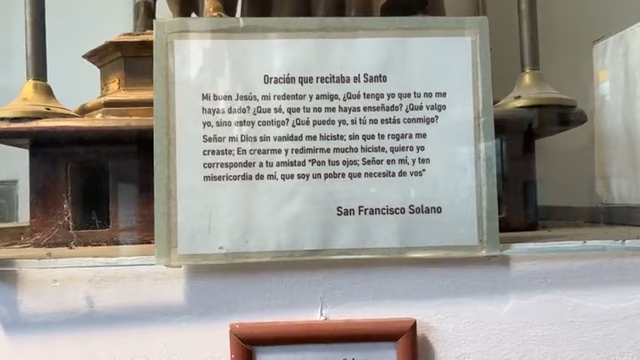 Oración que recitaba el Santo
Mi buen Jesús, mi redentor y amigo, ¿Qué tengo yo que tu no me
hayas dado? ¿Que sé, que tu no me hayas enseñado? ¿Qué valgo
yo, sino estoy contigo? ¿Qué puedo yo, si tú no estás conmigo?
Señor mi Dios sin vanidad me hiciste; sin que te rogara me
creaste; En crearme y redimirme mucho hiciste, quiero yo
corresponder a tu amistad "Pon tus ojos; Señor en mí, y ten
misericordia de mí, que soy un pobre que necesita de vos"
San Francisco Solano